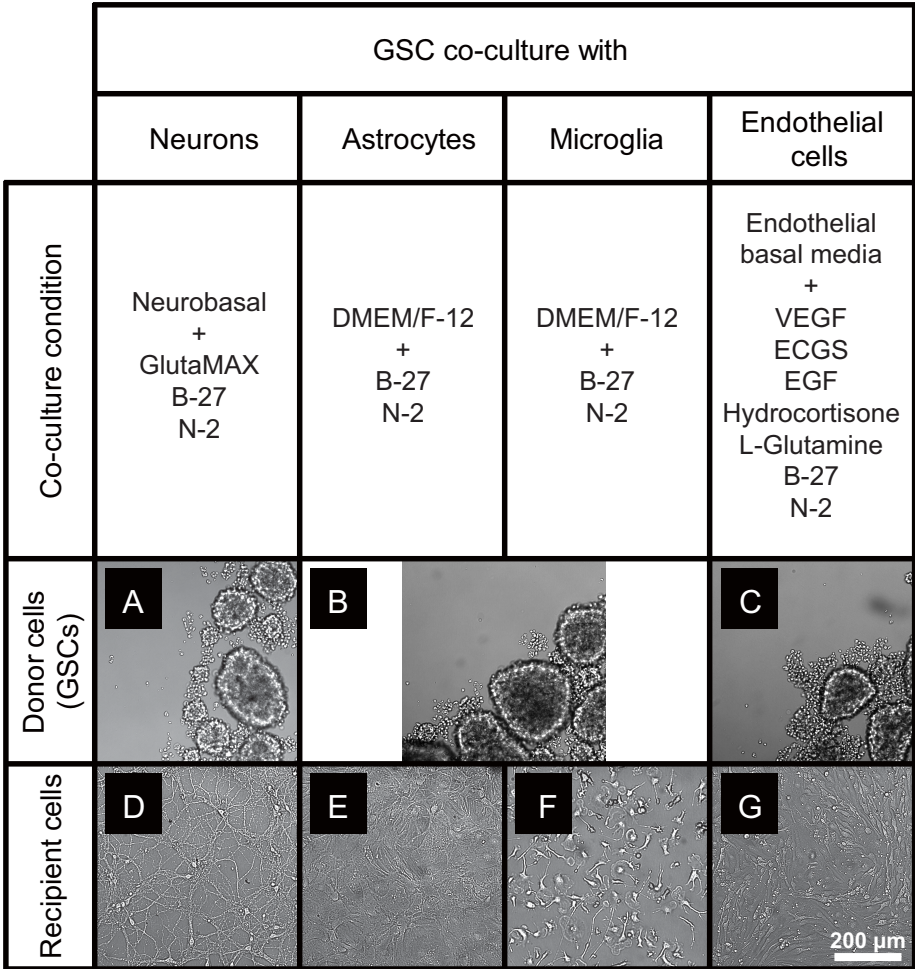 GSC co-culture with
Neurons
Astrocytes
Microglia
Endothelial
cells
Co-culture condition
Neurobasal
+
GlutaMAX
B-27
N-2
DMEM/F-12
+
B-27
N-2
DMEM/F-12
+
B-27
N-2
Endothelial
basal media
+
VEGF
ECGS
EGF
Hydrocortisone
L-Glutamine
B-27
N-2
Donor cells
(GSCs)
A
B
C
Recipient cells
D
E
F
G
200 µm